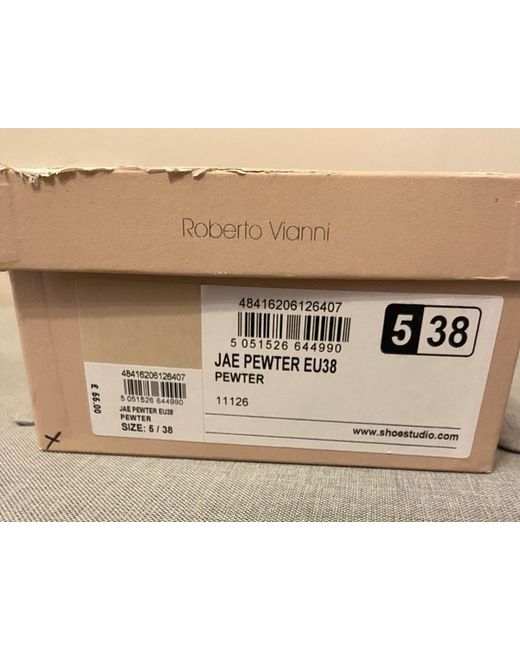 Roberto Vianni
48416206126407
5 051526 644990
5 38
JAE PEWTER EU38
PEWTER
11126
www.shoestudio.com
48416206126407
5 051526 644990
JAE PEWTER EU38
PEWTER
SIZE: 5 / 38
£ 65.00
X